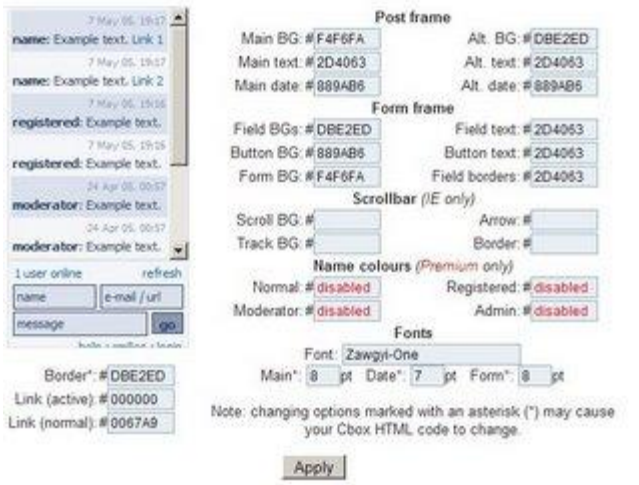 7 May 05, 19:17
name: Example text. Link 1
7 May 05, 19:17
name: Example text. Link 2
7 May 05, 19:16
registered: Example text.
7 May 05, 19:16
registered: Example text.
24 Apr 05, 00:57
moderator: Example text.
24 Apr 05, 00:57
moderator: Example text.
1 user online refresh
name e-mail / url
message go
help · smilies · login
Border*: # DBE2ED
Link (active): # 000000
Link (normal): # 0067A9
Post frame
Main BG: # F4F6FA Alt. BG: # DBE2ED
Main text: # 2D4063 Alt. text: # 2D4063
Main date: # 889AB6 Alt. date: # 889AB6
Form frame
Field BGs: # DBE2ED Field text: # 2D4063
Button BG: # 889AB6 Button text: # 2D4063
Form BG: # F4F6FA Field borders: # 2D4063
Scrollbar (IE only)
Scroll BG: # Arrow: #
Track BG: # Border: #
Name colours (Premium only)
Normal: # disabled Registered: # disabled
Moderator: # disabled Admin: # disabled
Fonts
Font: Zawgyi-One
Main*: 8 pt Date*: 7 pt Form*: 8 pt
Note: changing options marked with an asterisk (*) may cause
your Cbox HTML code to change.
Apply